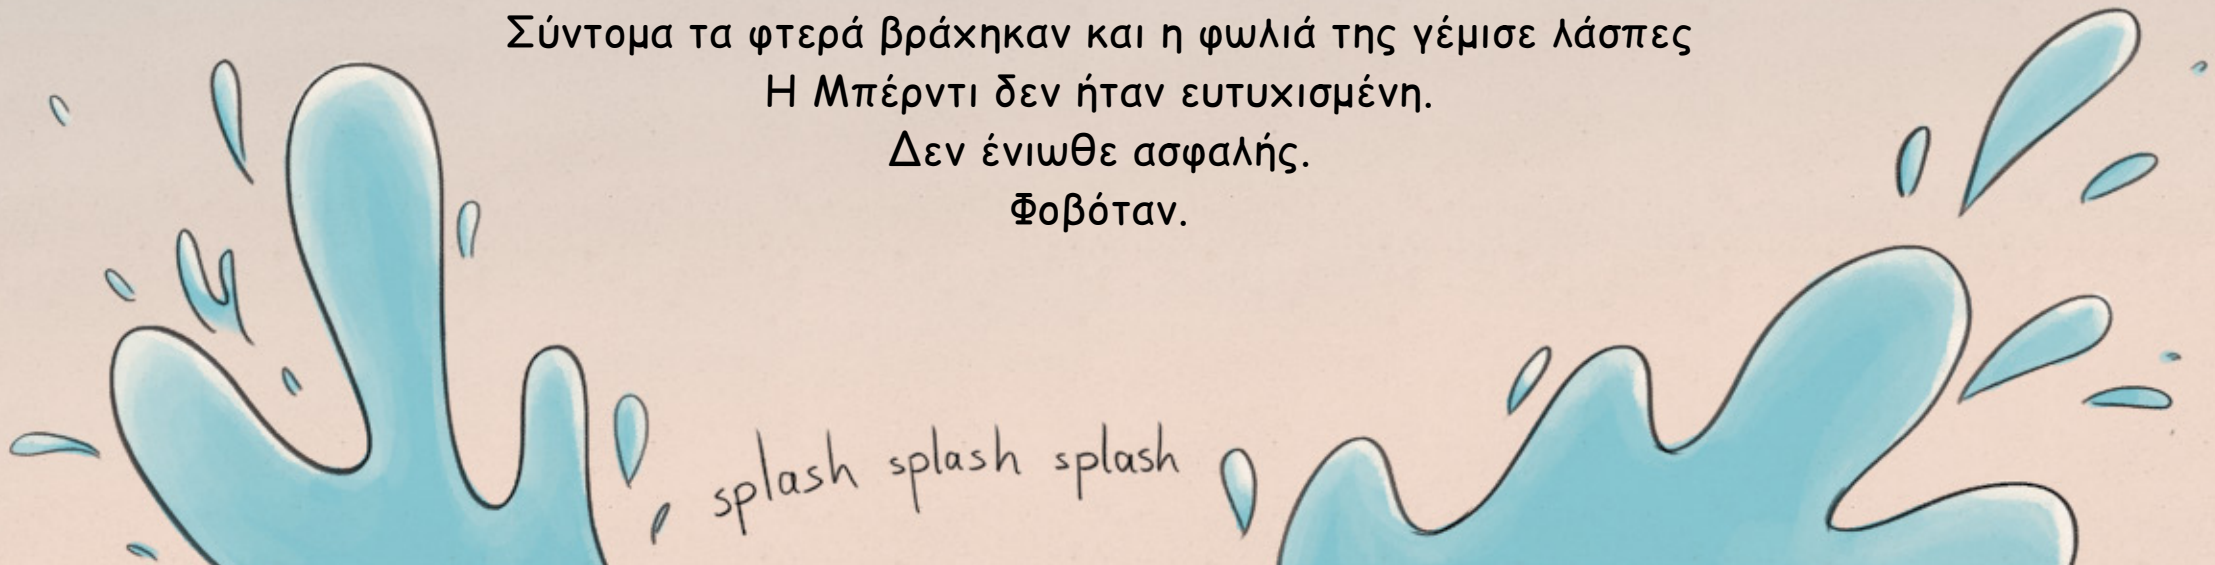 Σύντομα τα φτερά βράχηκαν και η φωλιά της γέμισε λάσπες
Η Μπέρντι δεν ήταν ευτυχισμένη.
Δεν ένιωθε ασφαλής.
Φοβόταν.
splash splash splash